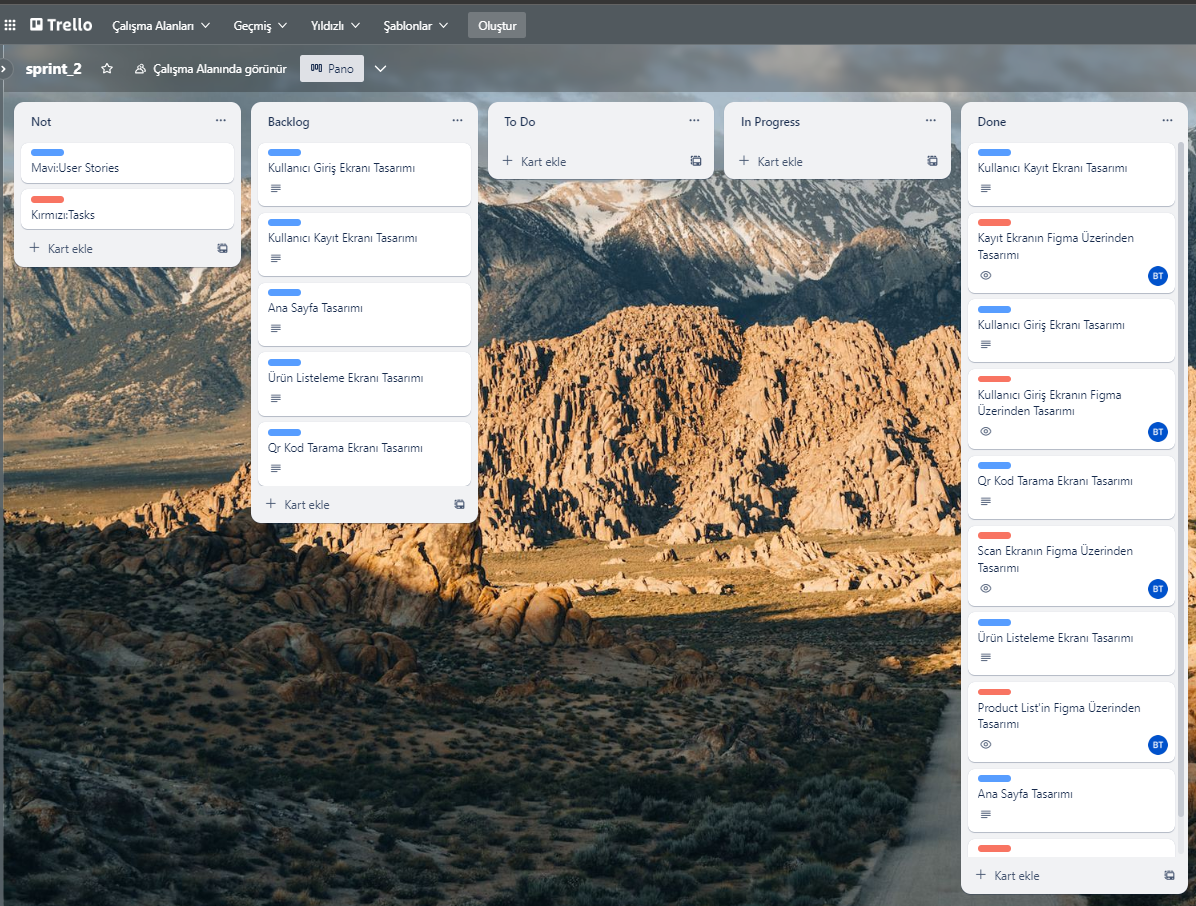 Trello
Çalışma Alanları
Geçmiş
Yıldızlı
Şablonlar
Oluştur
sprint_2
Çalışma Alanında görünür
Pano
Not
Mavi:User Stories
Kırmızı:Tasks
Kart ekle
Backlog
Kullanıcı Giriş Ekranı Tasarımı
Kullanıcı Kayıt Ekranı Tasarımı
Ana Sayfa Tasarımı
Ürün Listeleme Ekranı Tasarımı
Qr Kod Tarama Ekranı Tasarımı
Kart ekle
To Do
Kart ekle
In Progress
Kart ekle
Done
Kullanıcı Kayıt Ekranı Tasarımı
Kayıt Ekranın Figma Üzerinden
Tasarımı
BT
Kullanıcı Giriş Ekranı Tasarımı
Kullanıcı Giriş Ekranın Figma
Üzerinden Tasarımı
BT
Qr Kod Tarama Ekranı Tasarımı
Scan Ekranın Figma Üzerinden
Tasarımı
BT
Ürün Listeleme Ekranı Tasarımı
Product List'in Figma Üzerinden
Tasarımı
BT
Ana Sayfa Tasarımı
Kart ekle